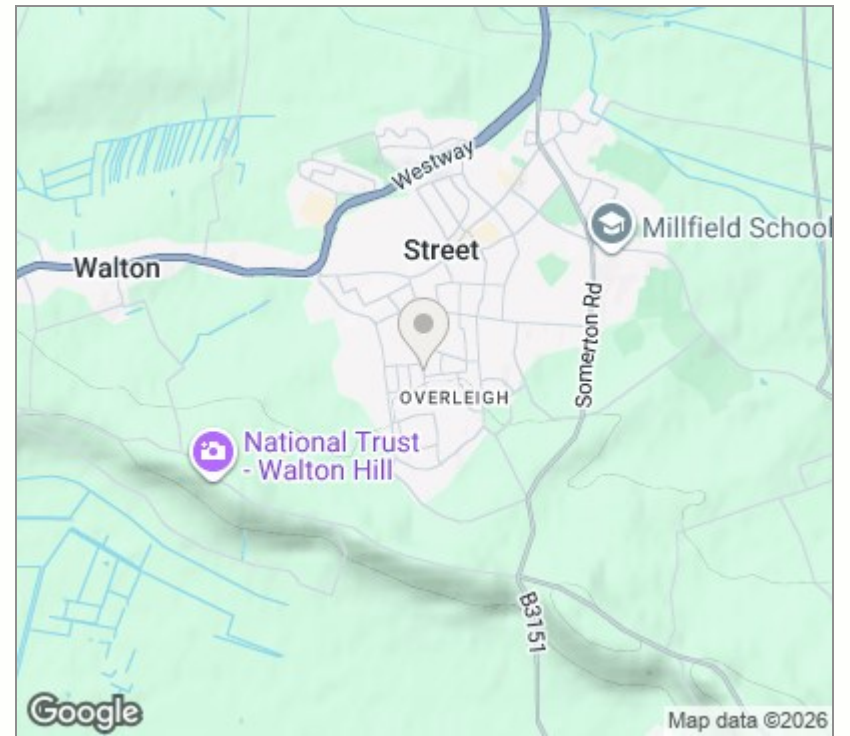 Westway
Millfield School
Street
Walton
Somerton Rd
OVERLEIGH
National Trust
- Walton Hill
B3151
Google
Map data ©2026